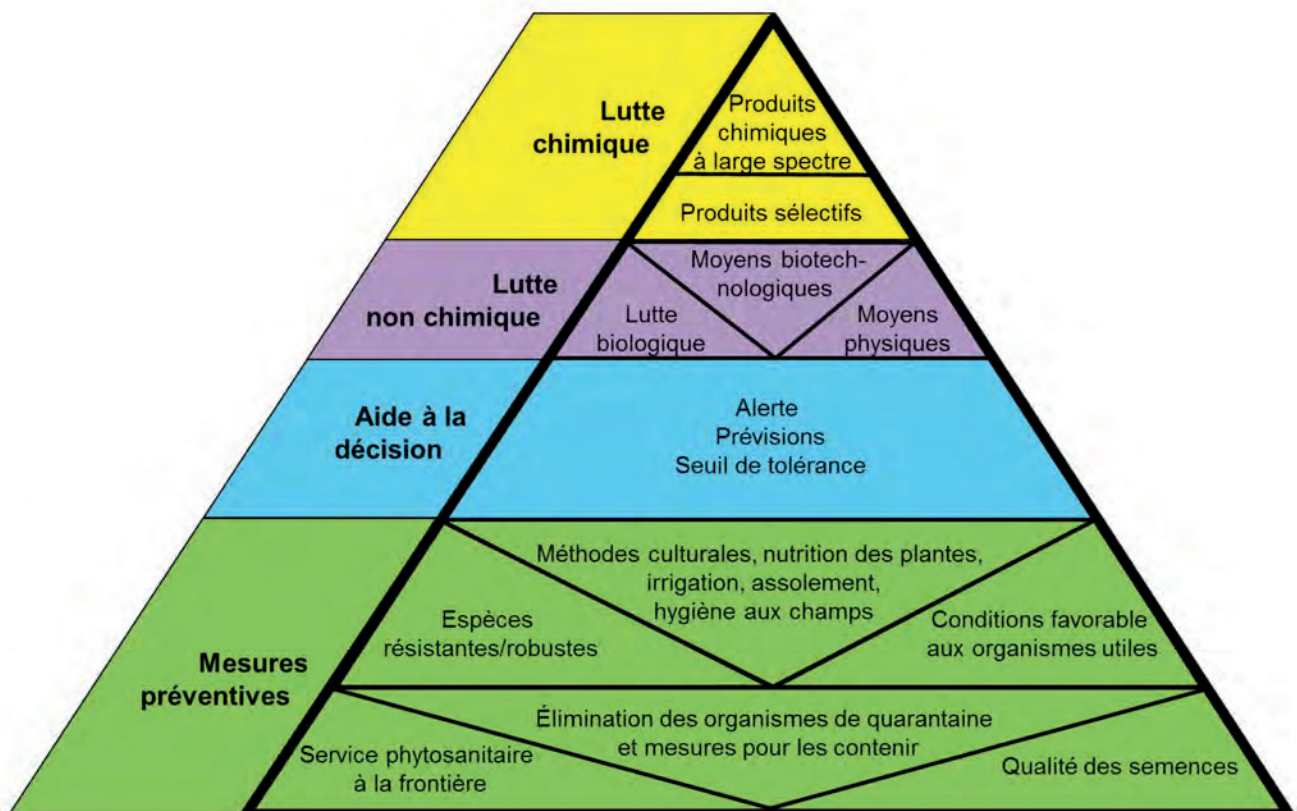 Lutte
chimique
Produits
chimiques
à large spectre
Produits sélectifs
Lutte
non chimique
Moyens biotech-
nologiques
Lutte
biologique
Moyens
physiques
Aide à la
décision
Alerte
Prévisions
Seuil de tolérance
Mesures
préventives
Méthodes culturales, nutrition des plantes,
irrigation, assolement,
hygiène aux champs
Espèces
résistantes/robustes
Conditions favorable
aux organismes utiles
Élimination des organismes de quarantaine
et mesures pour les contenir
Service phytosanitaire
à la frontière
Qualité des semences